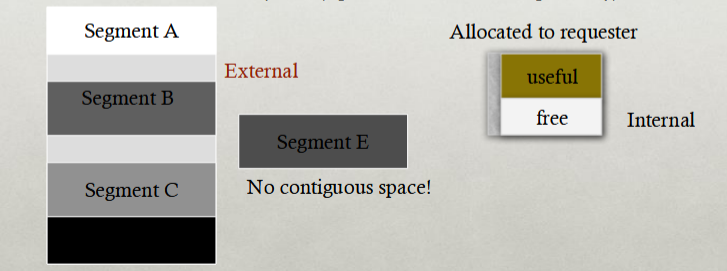 Segment A
External
Segment B
Segment E
No contiguous space!
Segment C
Allocated to requester
useful
free
Internal